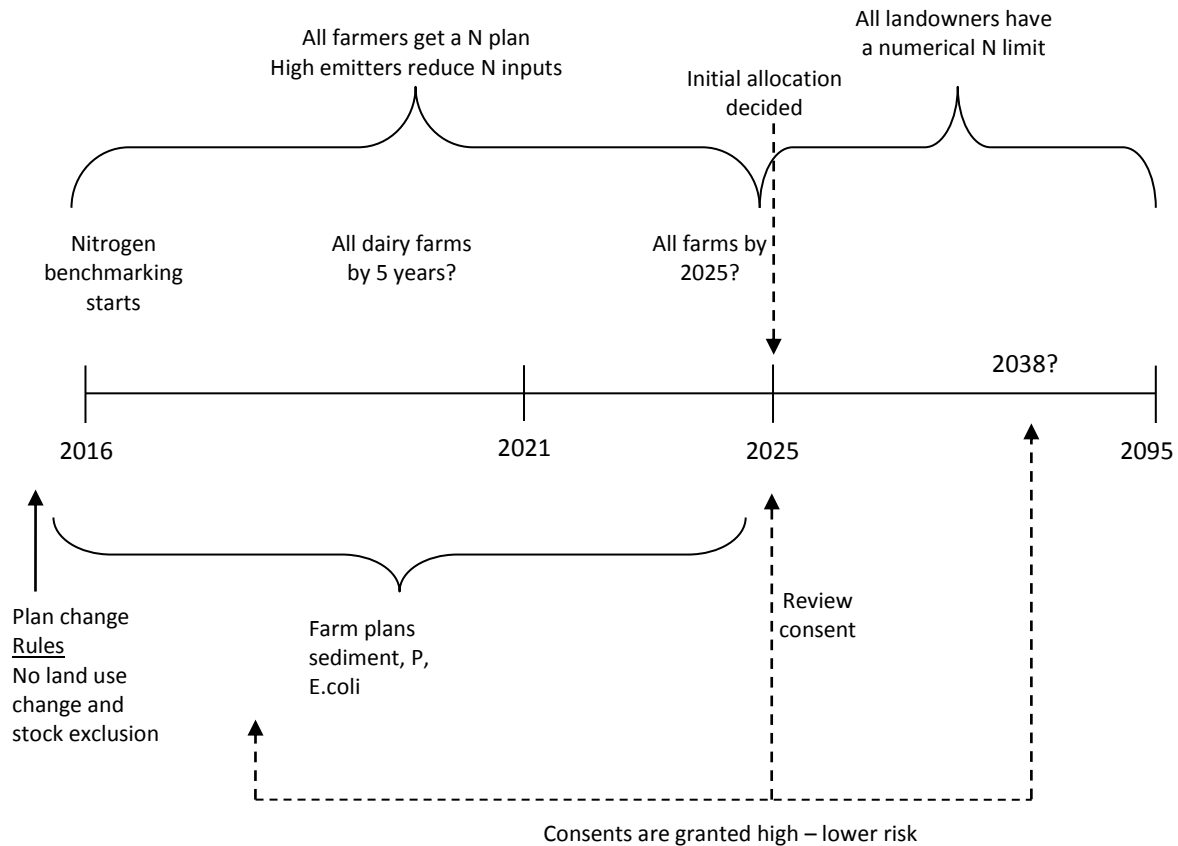 All farmers get a N plan
High emitters reduce N inputs
All landowners have
a numerical N limit
Initial allocation
decided
Nitrogen
benchmarking
starts
All dairy farms
by 5 years?
All farms by
2025?
2038?
2016
2021
2025
2095
Plan change
Rules
No land use
change and
stock exclusion
Farm plans
sediment, P,
E.coli
Review
consent
Consents are granted high – lower risk